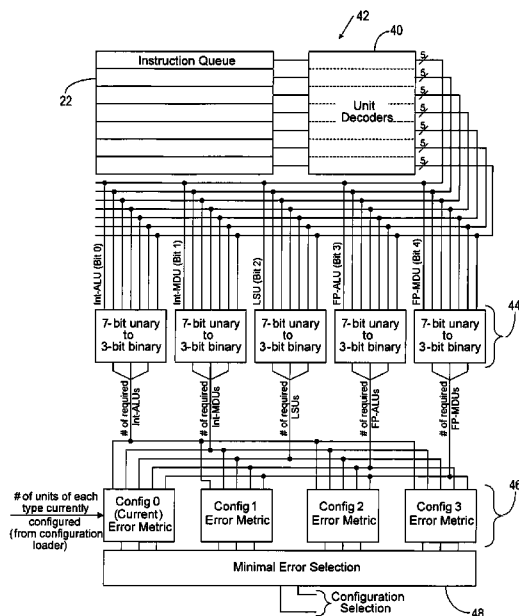 42
40
Instruction Queue
22
Unit
Decoders
5
5
5
5
5
5
5
Int-ALU (Bit 0)
Int-MDU (Bit 1)
LSU (Bit 2)
FP-ALU (Bit 3)
FP-MDU (Bit 4)
7-bit unary
to
3-bit binary
7-bit unary
to
3-bit binary
7-bit unary
to
3-bit binary
7-bit unary
to
3-bit binary
7-bit unary
to
3-bit binary
44
# of required
Int-ALUs
# of required
Int-MDUs
# of required
LSUs
# of required
FP-ALUs
# of required
FP-MDUs
# of units of each
type currently
configured
(from configuration
loader)
Config 0
(Current)
Error Metric
Config 1
Error Metric
Config 2
Error Metric
Config 3
Error Metric
46
Minimal Error Selection
Configuration
Selection
48